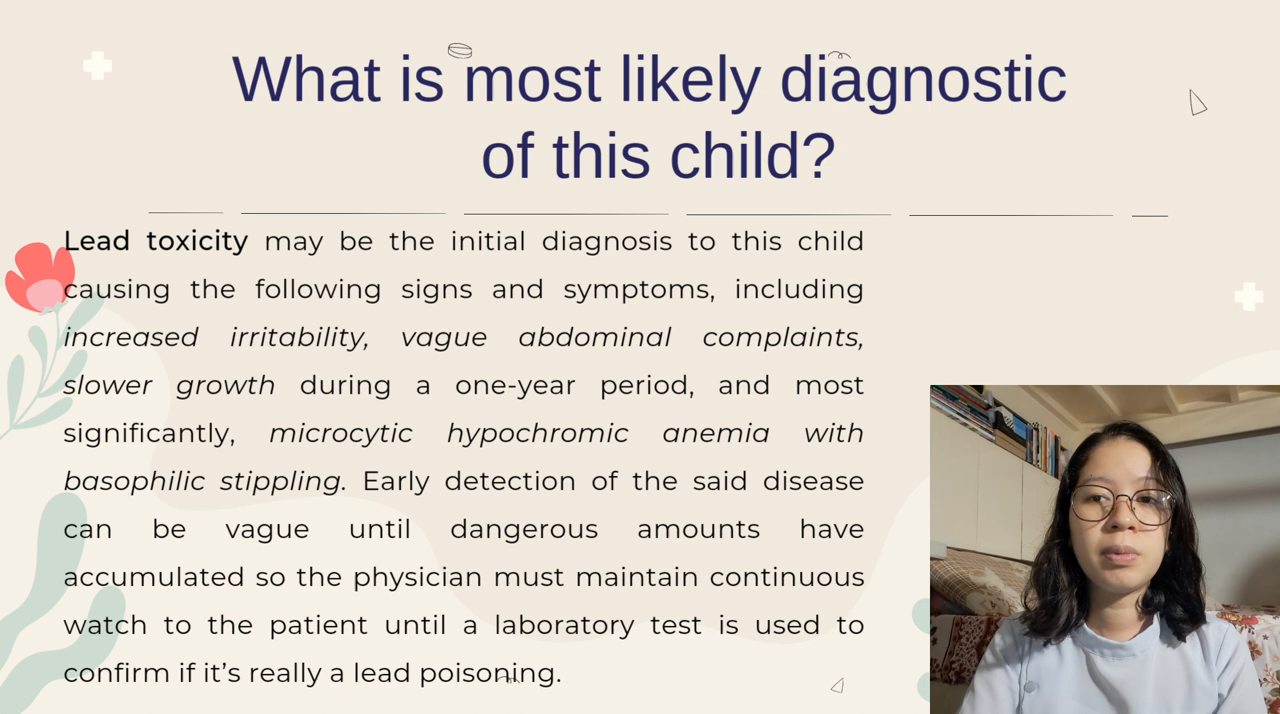 What is most likely diagnostic
of this child?
Lead toxicity may be the initial diagnosis to this child
causing the following signs and symptoms, including
increased irritability, vague abdominal complaints,
slower growth during a one-year period, and most
significantly, microcytic hypochromic anemia with
basophilic stippling. Early detection of the said disease
can be vague until dangerous amounts have
accumulated so the physician must maintain continuous
watch to the patient until a laboratory test is used to
confirm if it’s really a lead poisoning.